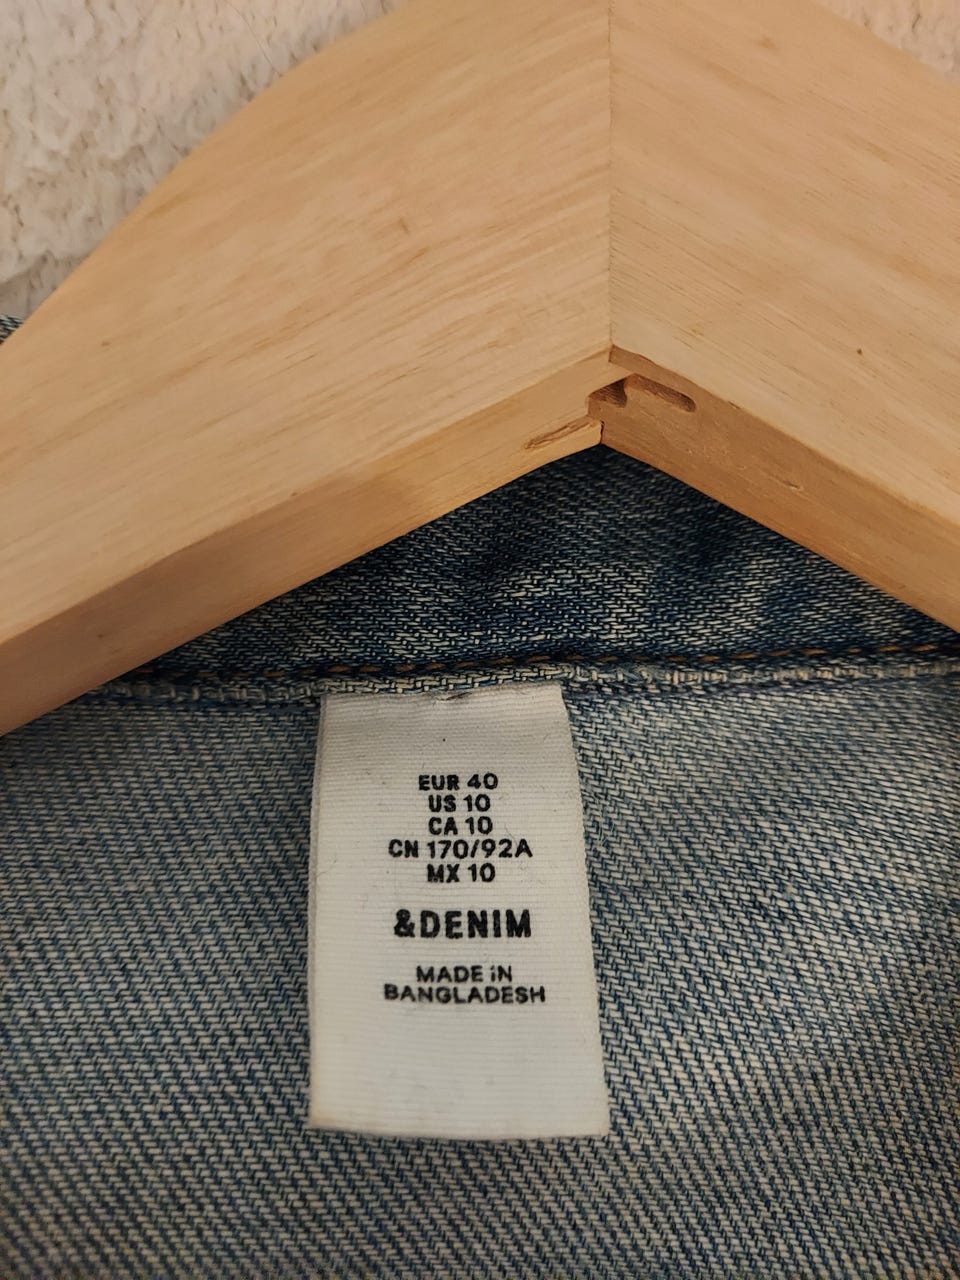 EUR 40
US 10
CA 10
CN 170/92A
MX 10
&DENIM
MADE iN
BANGLADESH